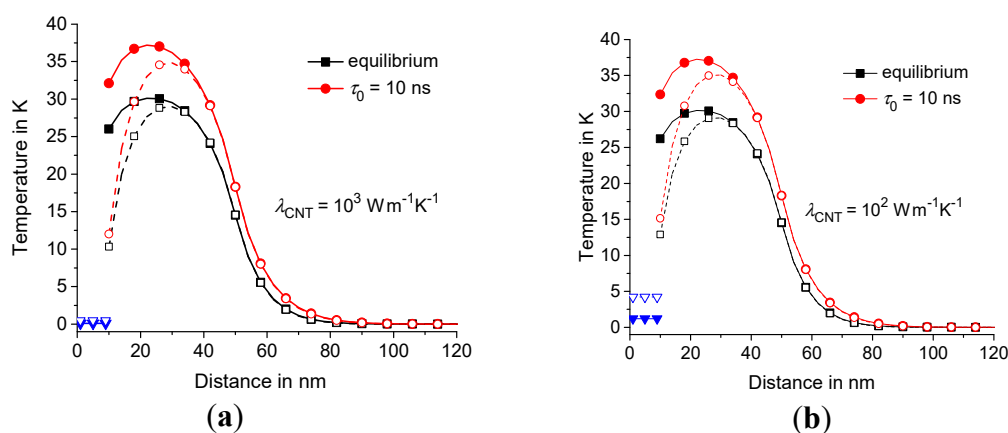 40
35
30
25
20
15
10
5
0
Temperature in K
equilibrium
τ₀ = 10 ns
λCNT = 10³ Wm⁻¹K⁻¹
0 20 40 60 80 100 120
Distance in nm
(a)
40
35
30
25
20
15
10
5
0
Temperature in K
equilibrium
τ₀ = 10 ns
λCNT = 10² Wm⁻¹K⁻¹
0 20 40 60 80 100 120
Distance in nm
(b)